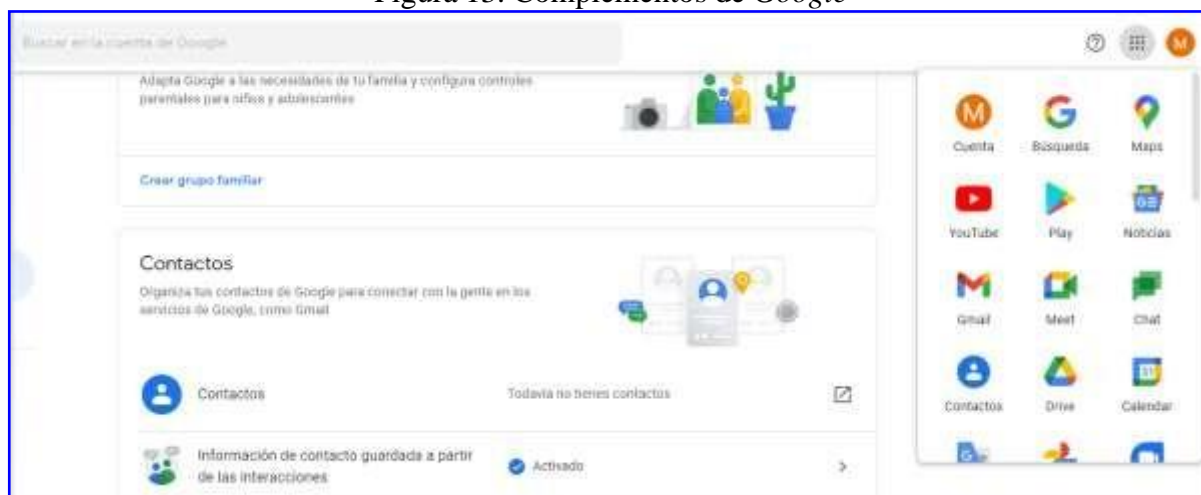 Figura 15: Complementos de Google
Buscar en la cuenta de Google
M
Adapta Google a las necesidades de tu familia y configura controles
parentales para niños y adolescentes
Crear grupo familiar
Contactos
Organiza tus contactos de Google para conectar con la gente en los
servicios de Google, como Gmail
Contactos
Todavía no tienes contactos
Información de contacto guardada a partir
de las interacciones
Activado
M
Cuenta
Búsqueda
Maps
YouTube
Play
Noticias
Gmail
Meet
Chat
Contactos
Drive
Calendar